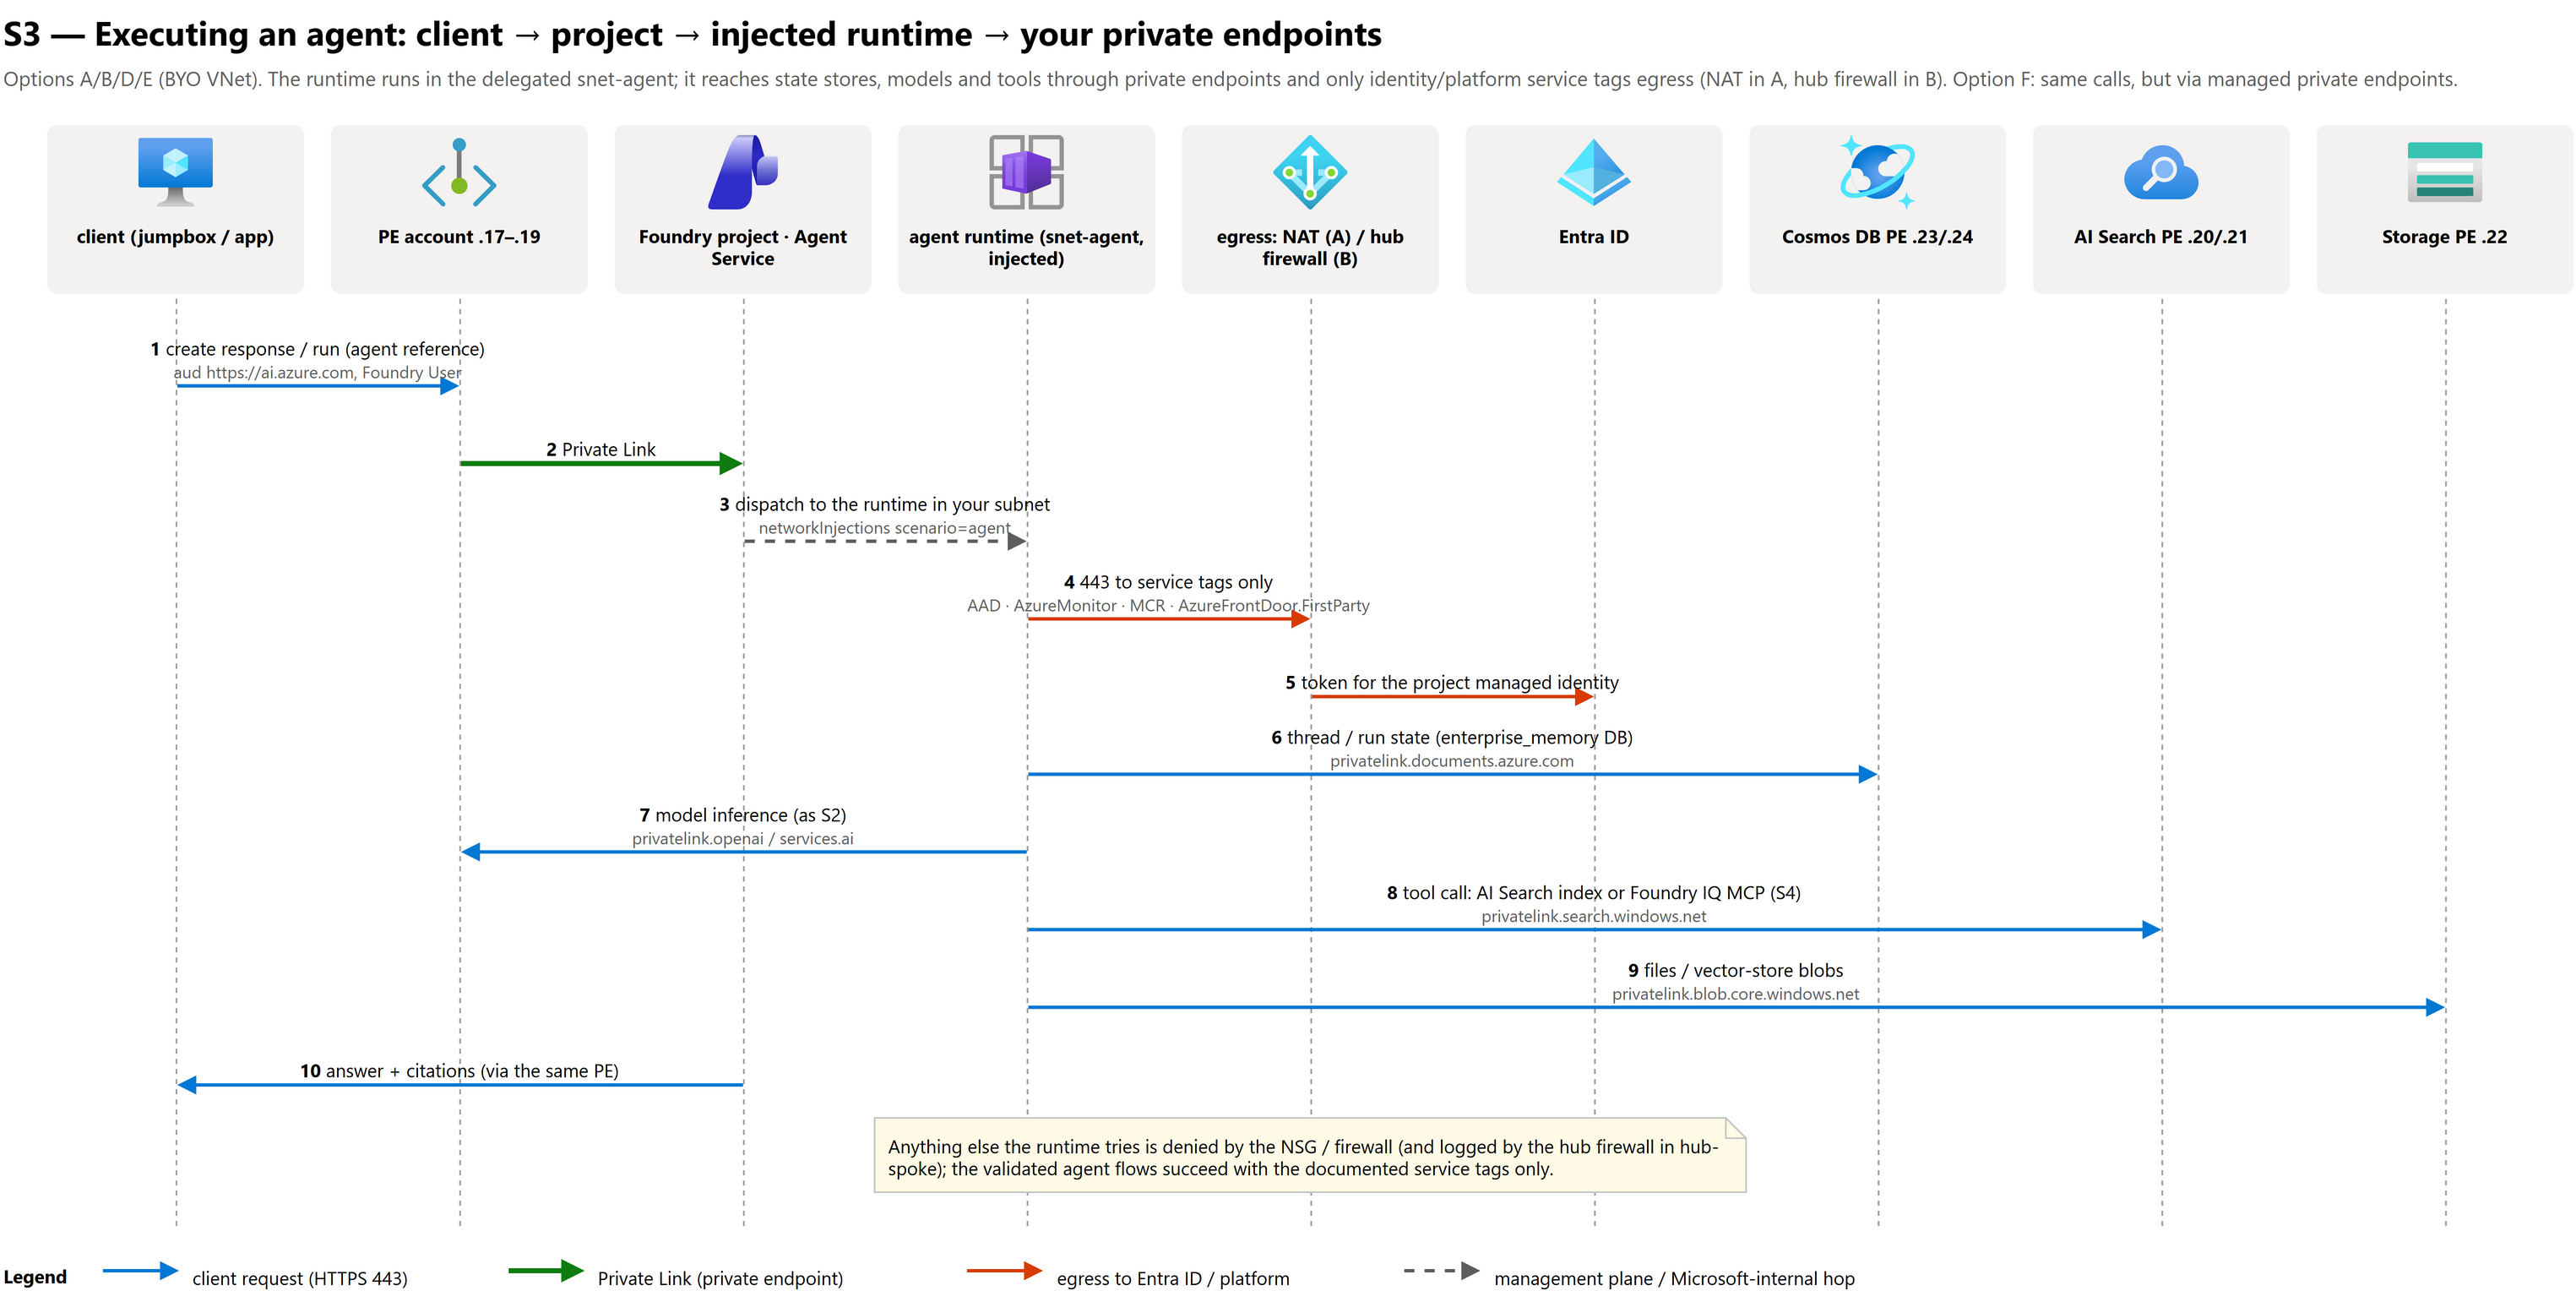 S3 — Executing an agent: client → project → injected runtime → your private endpoints
Options A/B/D/E (BYO VNet). The runtime runs in the delegated snet-agent; it reaches state stores, models and tools through private endpoints and only identity/platform service tags egress (NAT in A, hub firewall in B). Option F: same calls, but via managed private endpoints.
client (jumpbox / app)
PE account .17–.19
Foundry project · Agent
Service
agent runtime (snet-agent,
injected)
egress: NAT (A) / hub
firewall (B)
Entra ID
Cosmos DB PE .23/.24
AI Search PE .20/.21
Storage PE .22
1 create response / run (agent reference)
aud https://ai.azure.com, Foundry User
2 Private Link
3 dispatch to the runtime in your subnet
networkInjections scenario=agent
4 443 to service tags only
AAD · AzureMonitor · MCR · AzureFrontDoor.FirstParty
5 token for the project managed identity
6 thread / run state (enterprise_memory DB)
privatelink.documents.azure.com
7 model inference (as S2)
privatelink.openai / services.ai
8 tool call: AI Search index or Foundry IQ MCP (S4)
privatelink.search.windows.net
9 files / vector-store blobs
privatelink.blob.core.windows.net
10 answer + citations (via the same PE)
Anything else the runtime tries is denied by the NSG / firewall (and logged by the hub firewall in hub-
spoke); the validated agent flows succeed with the documented service tags only.
Legend
client request (HTTPS 443)
Private Link (private endpoint)
egress to Entra ID / platform
management plane / Microsoft-internal hop